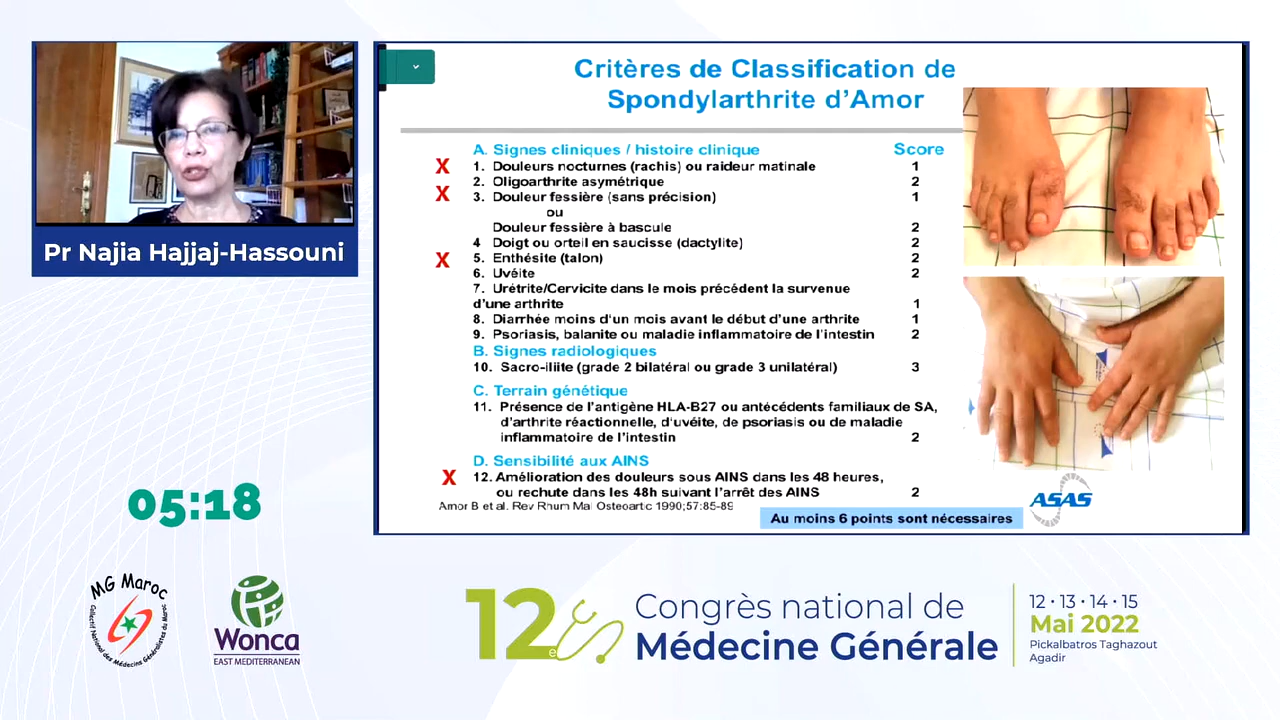 Pr Najia Hajjaj-Hassouni
Critères de Classification de
Spondylarthrite d'Amor
A. Signes cliniques / histoire clinique Score
X 1. Douleurs nocturnes (rachis) ou raideur matinale 1
2. Oligoarthrite asymétrique 2
X 3. Douleur fessière (sans précision) 1
ou
Douleur fessière à bascule 2
4 Doigt ou orteil en saucisse (dactylite) 2
X 5. Enthésite (talon) 2
6. Uvéite 2
7. Urétrite/Cervicite dans le mois précédent la survenue
d'une arthrite 1
8. Diarrhée moins d'un mois avant le début d'une arthrite 1
9. Psoriasis, balanite ou maladie inflammatoire de l'intestin 2
B. Signes radiologiques
10. Sacro-iliite (grade 2 bilatéral ou grade 3 unilatéral) 3
C. Terrain génétique
11. Présence de l'antigène HLA-B27 ou antécédents familiaux de SA,
d'arthrite réactionnelle, d'uvéite, de psoriasis ou de maladie
inflammatoire de l'intestin 2
D. Sensibilité aux AINS
X 12. Amélioration des douleurs sous AINS dans les 48 heures,
ou rechute dans les 48h suivant l'arrêt des AINS 2
Amor B et al. Rev Rhum Mal Osteoartic 1990;57:85-89
Au moins 6 points sont nécessaires
ASAS
05:18
MG Maroc
Collectif National des Médecins Généralistes du Maroc
Wonca
EAST MEDITERRANEAN
12e
Congrès national de
Médecine Générale
12 · 13 · 14 · 15
Mai 2022
Pickalbatros Taghazout
Agadir